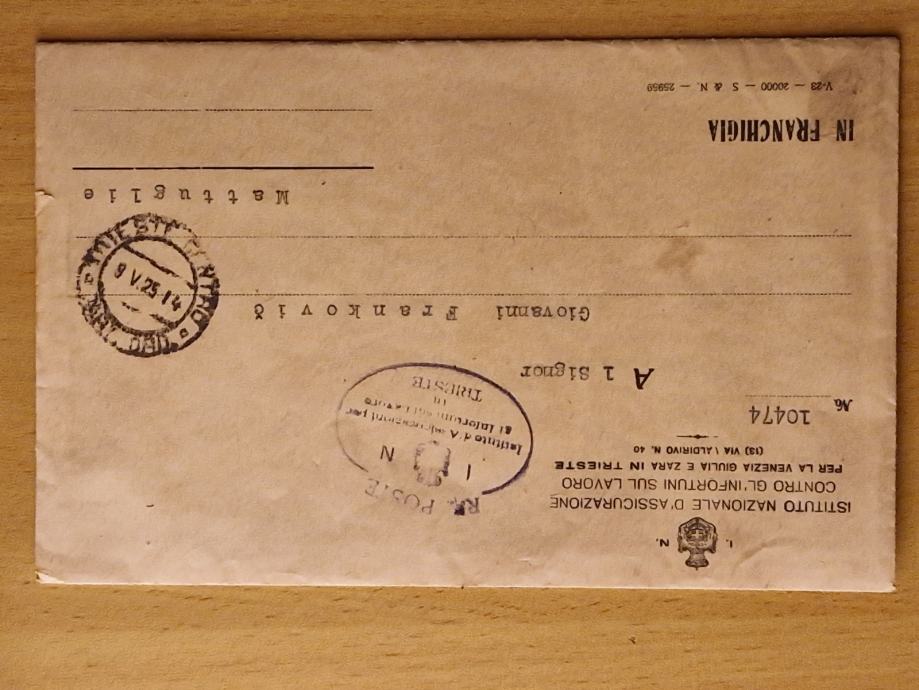 I. N.
ISTITUTO NAZIONALE D'ASSICURAZIONE
CONTRO GL'INFORTUNI SUL LAVORO
PER LA VENEZIA GIULIA E ZARA IN TRIESTE
(13) VIA VALDIRIVO N. 40
№ 10474
R.R. POSTE
I N
Istituto d'Assicurazioni per
gl'Infortuni sul Lavoro
in
TRIESTE
Al Signor
Giovanni Frankovič
TRIESTE CENTRO
9 V.25.14
Mattuglie
IN FRANCHIGIA
V-23 — 20000 — S & N. — 25959